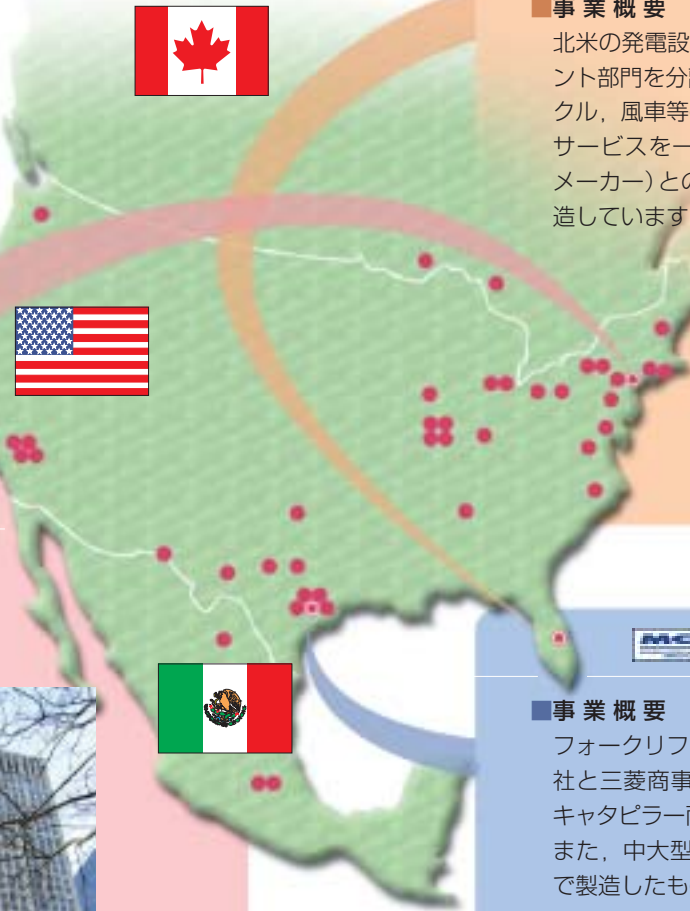 ■事業概要
北米の発電設
ント部門を分
クル，風車等
サービスを一
メーカー）との
造しています
■事業概要
フォークリフ
社と三菱商事
キャタピラー
また，中大型
で製造したも